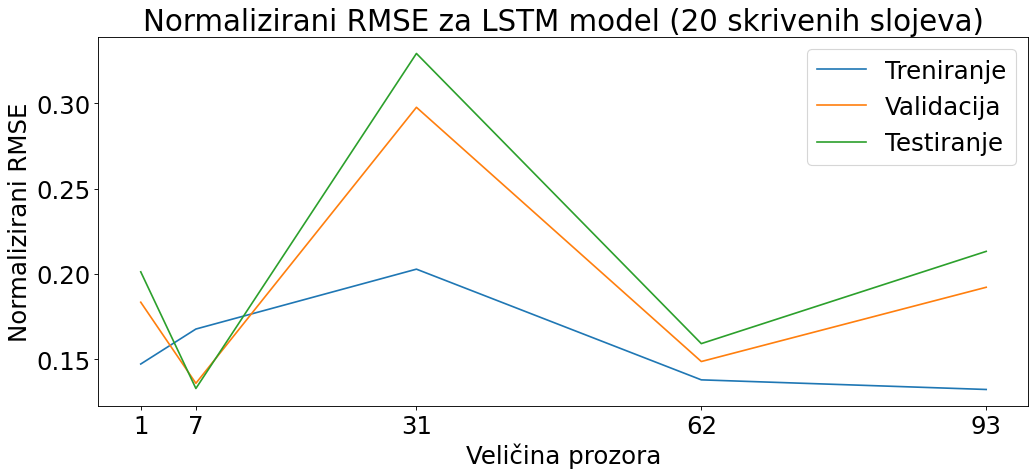 Normalizirani RMSE za LSTM model (20 skrivenih slojeva)
Treniranje
Validacija
Testiranje
Normalizirani RMSE
0.30
0.25
0.20
0.15
1 7 31 62 93
Veličina prozora